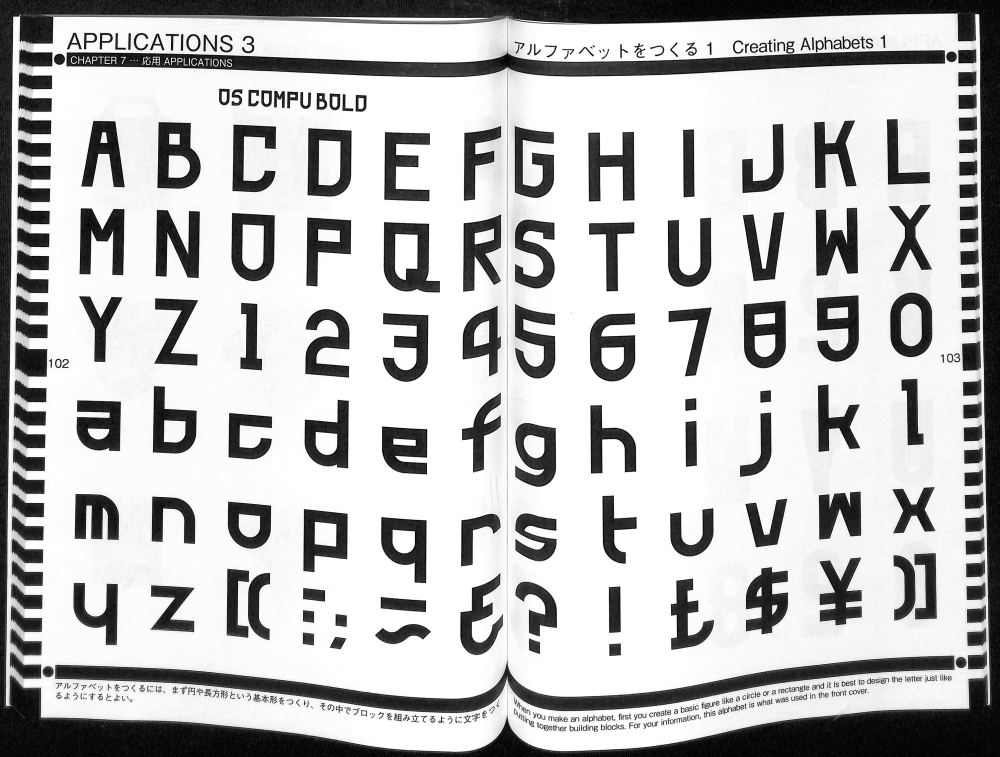 APPLICATIONS 3
CHAPTER 7 … 応用 APPLICATIONS
アルファベットをつくる 1 Creating Alphabets 1
OS COMPU BOLD
A B C D E F G H I J K L
M N O P Q R S T U V W X
Y Z 1 2 3 4 5 6 7 8 9 0
a b c d e f g h i j k l
m n o p q r s t u v w x
y z [ ( : ; – ~ & ? ! £ $ ¥ ) ]
102
103
アルファベットをつくるには、まず円や長方形という基本形をつくり、その中でブロックを組み立てるように文字をつく
るようにするとよい。
When you make an alphabet, first you create a basic figure like a circle or a rectangle and it is best to design the letter just like
putting together building blocks. For your information, this alphabet is what was used in the front cover.